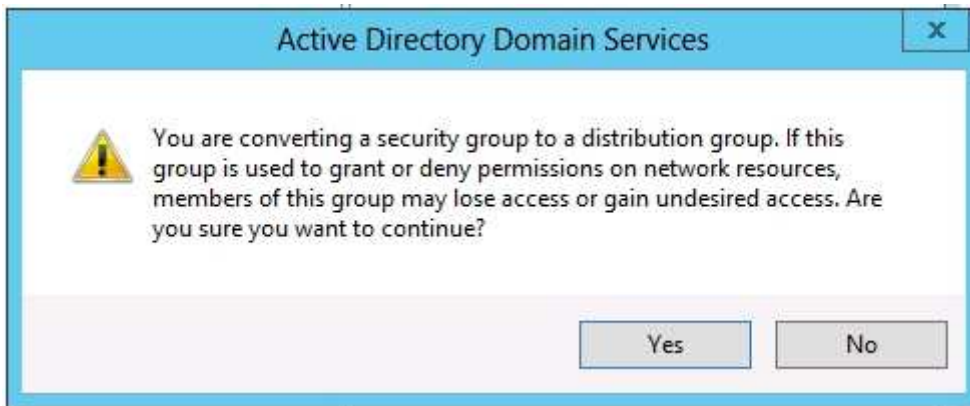 Active Directory Domain Services
x
You are converting a security group to a distribution group. If this
group is used to grant or deny permissions on network resources,
members of this group may lose access or gain undesired access. Are
you sure you want to continue?
Yes
No